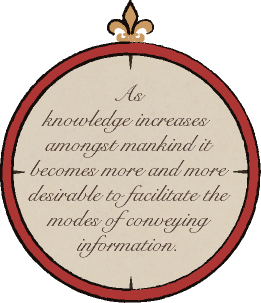 As
knowledge increases
amongst mankind it
becomes more and more
desirable to facilitate the
modes of conveying
information.